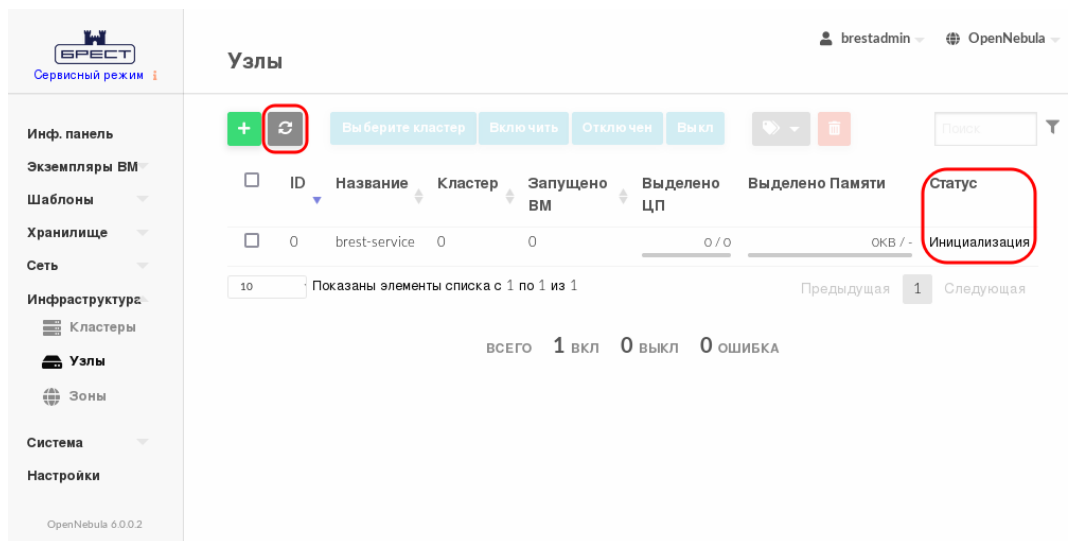 БРЕСТ
Сервисный режим i
Узлы
brestadmin
OpenNebula
Инф. панель
Экземпляры ВМ
Шаблоны
Хранилище
Сеть
Инфраструктура
Кластеры
Узлы
Зоны
Система
Настройки
OpenNebula 6.0.0.2
+ Выберите кластер Включить Отключен Выкл Поиск
ID Название Кластер Запущено ВМ Выделено ЦП Выделено Памяти Статус
0 brest-service 0 0 0 / 0 0KB / - Инициализация
10 Показаны элементы списка с 1 по 1 из 1 Предыдущая 1 Следующая
ВСЕГО 1 ВКЛ 0 ВЫКЛ 0 ОШИБКА